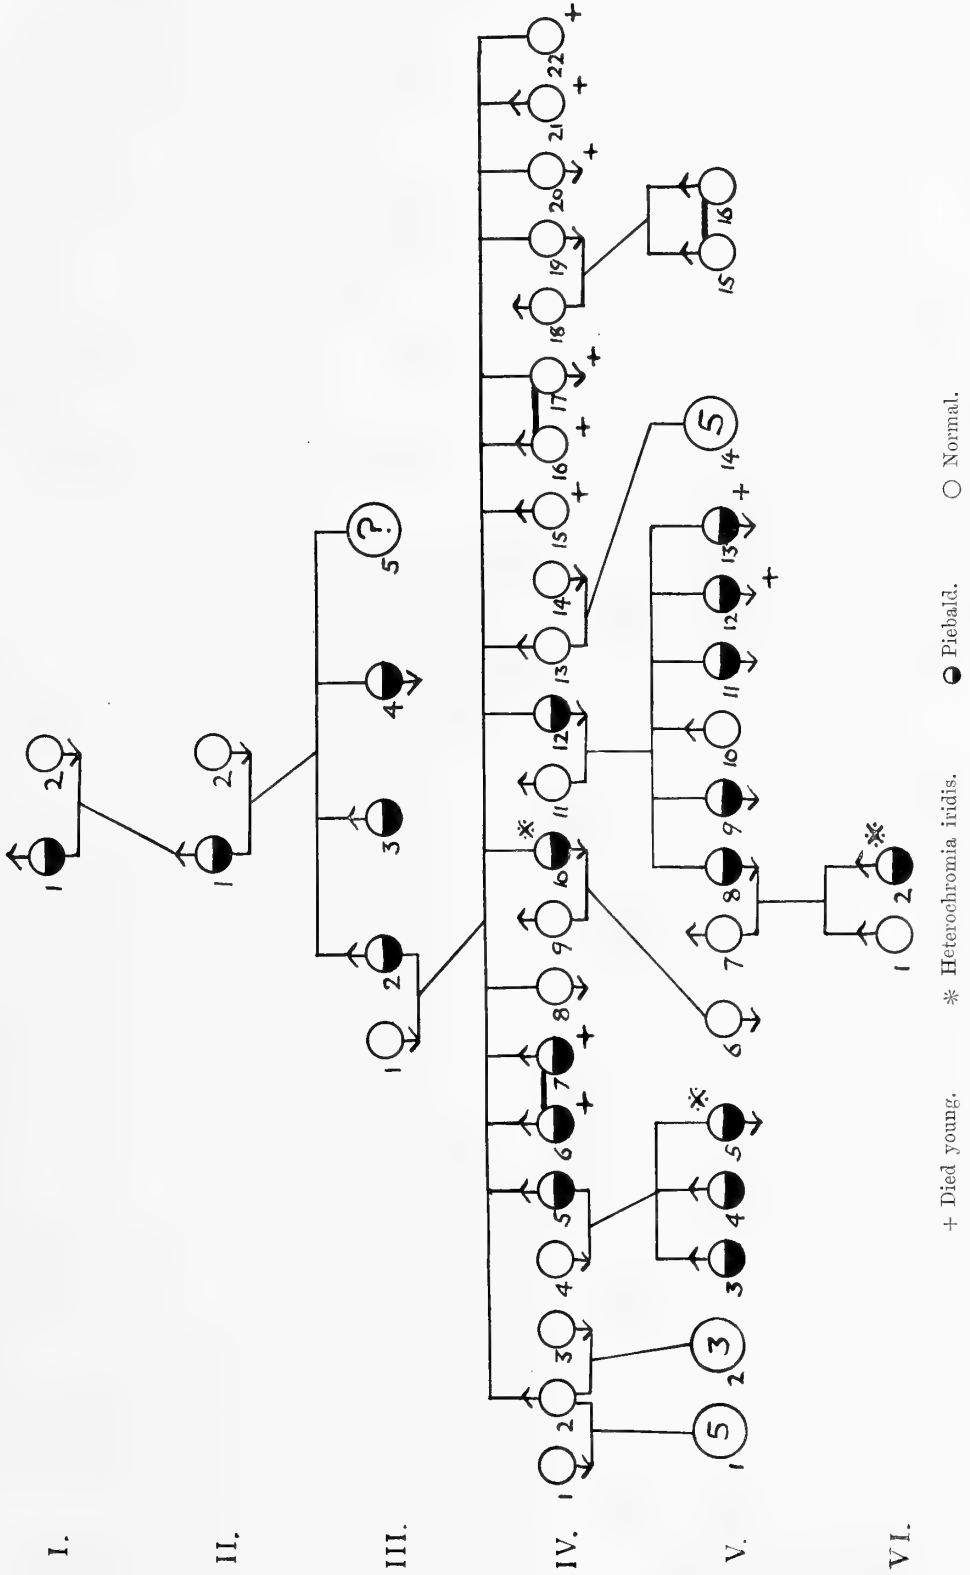 I.
1 2
II.
1 2
III.
1 2 3 4 5 ?
IV.
1 2 3 4 5 6 + 7 + 8 9 10 * 11 12 13 14 15 + 16 + 17 + 18 19 20 + 21 + 22 +
V.
1 5 2 3 3 4 5 * 6 7 8 9 10 11 12 + 13 + 14 5 15 16
VI.
1 2 *
+ Died young. * Heterochromia iridis. Piebald. Normal.